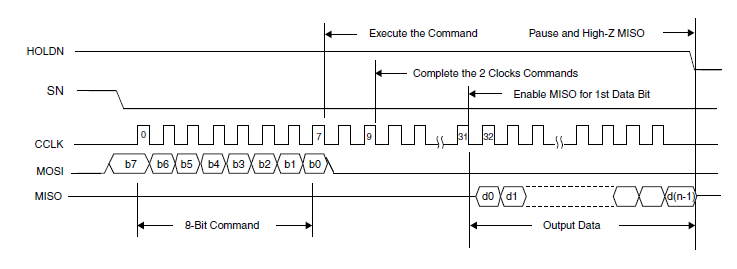 Execute the Command
Pause and High-Z MISO
HOLDN
Complete the 2 Clocks Commands
SN
Enable MISO for 1st Data Bit
CCLK
0
7
9
31
32
MOSI
b7
b6
b5
b4
b3
b2
b1
b0
MISO
d0
d1
d(n-1)
8-Bit Command
Output Data